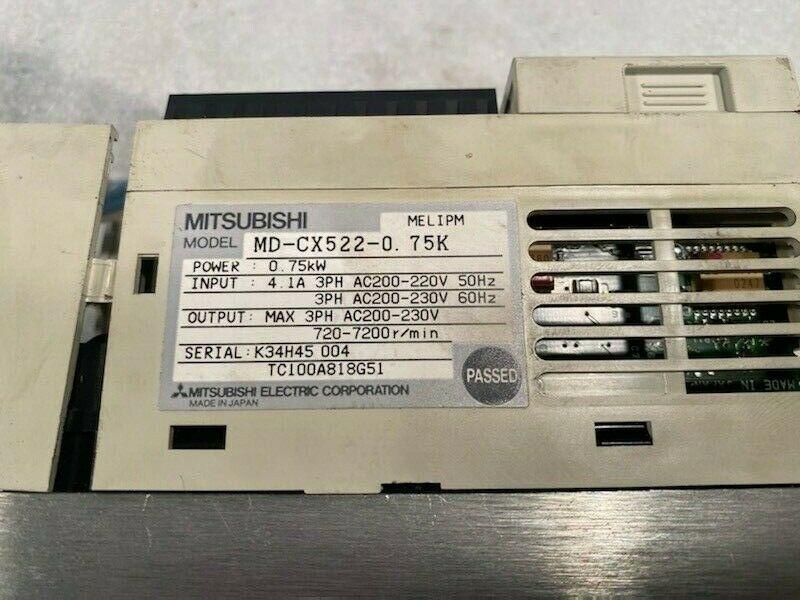 MITSUBISHI MELIPM
MODEL MD-CX522-0.75K
POWER : 0.75kW
INPUT : 4.1A 3PH AC200-220V 50Hz
3PH AC200-230V 60Hz
OUTPUT: MAX 3PH AC200-230V
720-7200r/min
SERIAL: K34H45 004
TC100A818G51
PASSED
MITSUBISHI ELECTRIC CORPORATION
MADE IN JAPAN
0247
MADE IN